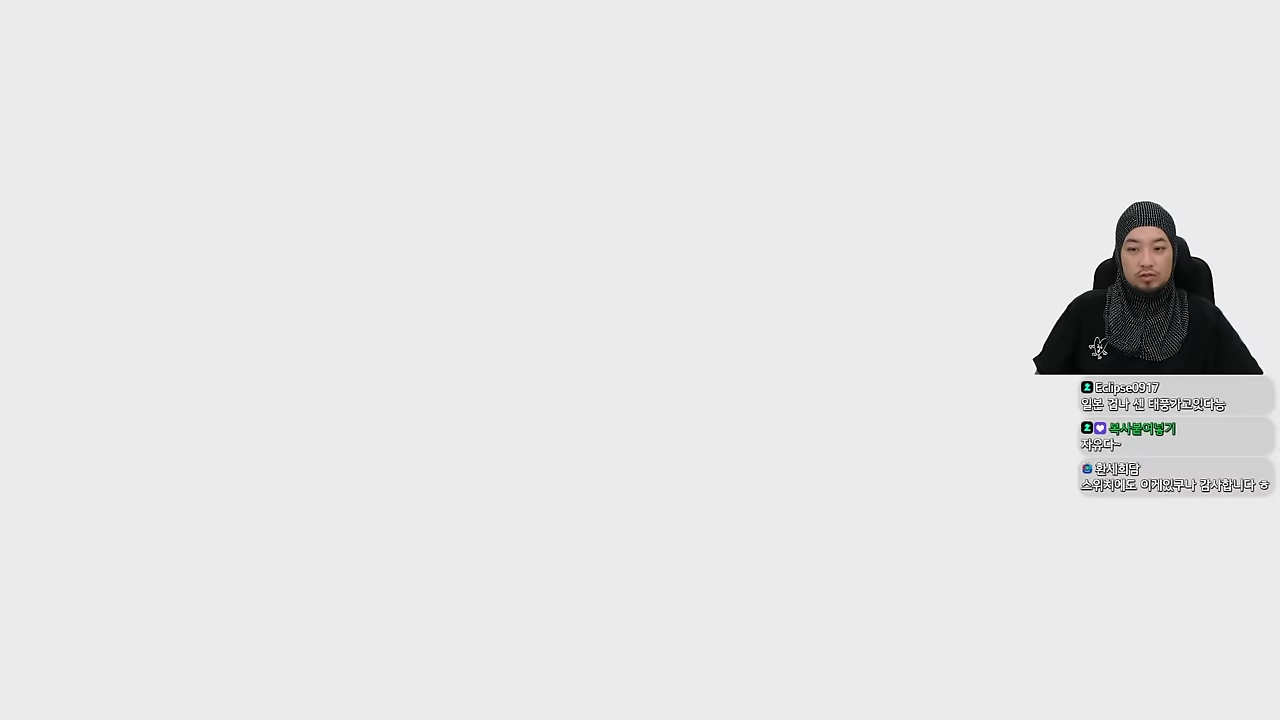 Eclipse0917
일본 겁나 센 태풍가고잇다능
복사붙여넣기
자유다~
환세희담
스위치에도 이게있구나 감사합니다 ㅎ